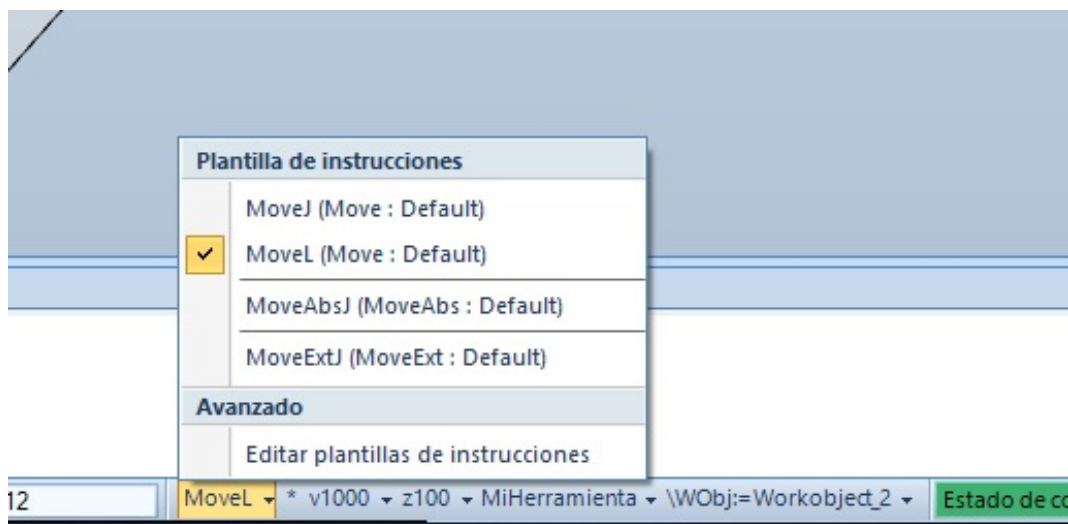 Plantilla de instrucciones
MoveJ (Move : Default)
MoveL (Move : Default)
MoveAbsJ (MoveAbs : Default)
MoveExtJ (MoveExt : Default)
Avanzado
Editar plantillas de instrucciones
12 MoveL * v1000 z100 MiHerramienta \WObj:=Workobject_2 Estado de co